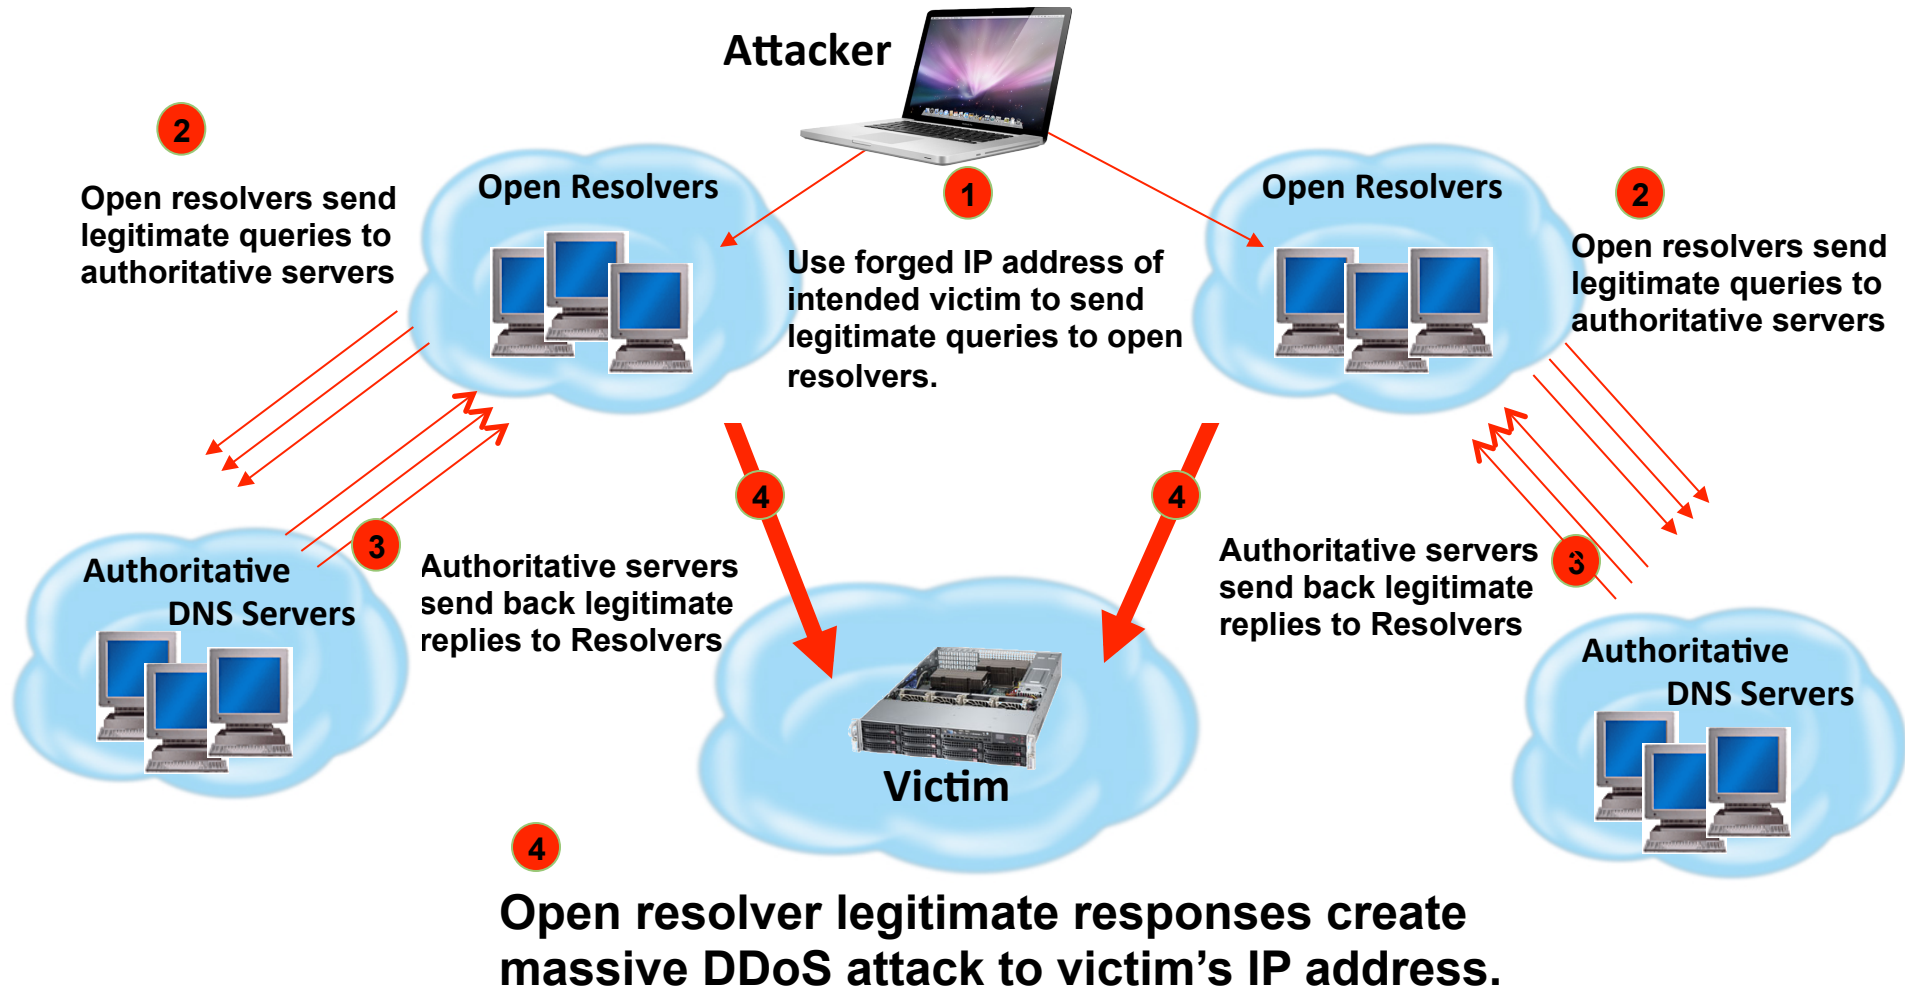 Attacker
2
Open resolvers send
legitimate queries to
authoritative servers
Open Resolvers
1
Use forged IP address of
intended victim to send
legitimate queries to open
resolvers.
Open Resolvers
2
Open resolvers send
legitimate queries to
authoritative servers
4
4
3
Authoritative servers
send back legitimate
replies to Resolvers
Authoritative servers
send back legitimate
replies to Resolvers
3
Authoritative
DNS Servers
Authoritative
DNS Servers
Victim
4
Open resolver legitimate responses create
massive DDoS attack to victim’s IP address.